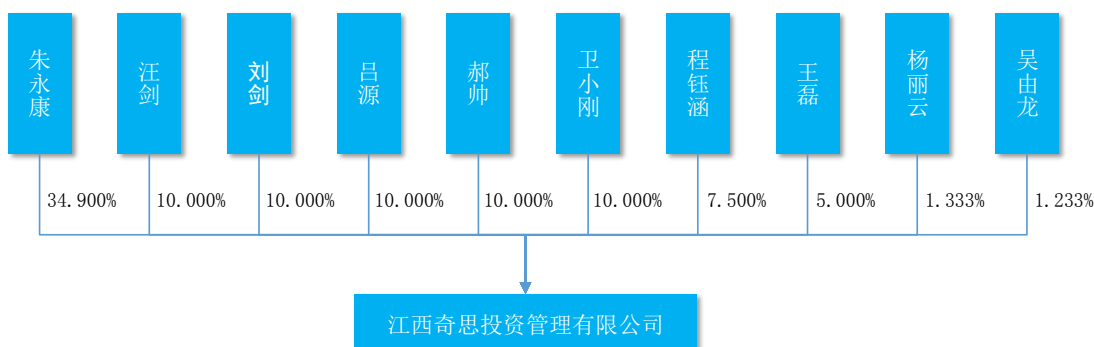 朱永康
汪剑
刘剑
吕源
郝帅
卫小刚
程钰涵
王磊
杨丽云
吴由龙
34.900%
10.000%
10.000%
10.000%
10.000%
10.000%
7.500%
5.000%
1.333%
1.233%
江西奇思投资管理有限公司